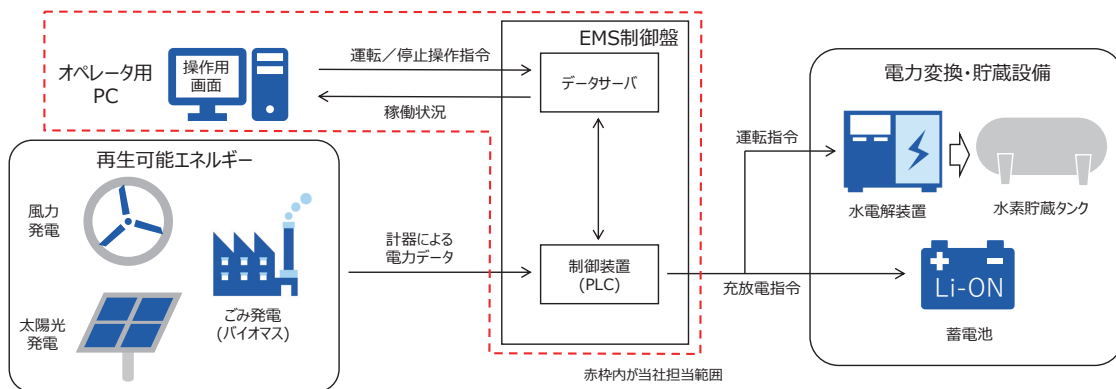 EMS制御盤
オペレータ用
PC
操作用
画面
運転／停止操作指令
稼働状況
データサーバ
再生可能エネルギー
風力
発電
太陽光
発電
ごみ発電
(バイオマス)
計器による
電力データ
制御装置
(PLC)
電力変換・貯蔵設備
運転指令
水電解装置
水素貯蔵タンク
充放電指令
Li-ON
蓄電池
赤枠内が当社担当範囲